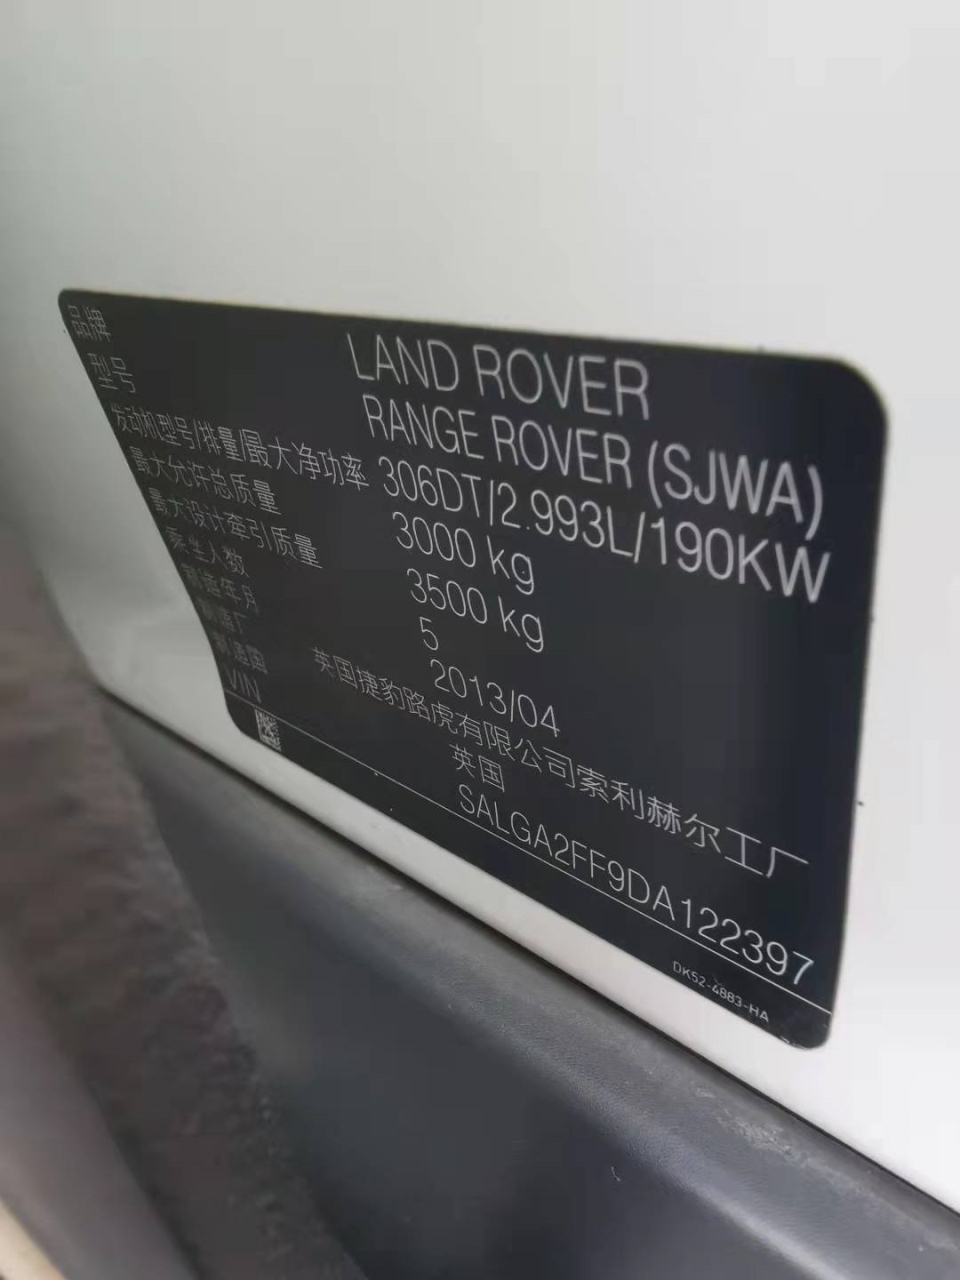 品牌 LAND ROVER
型号 RANGE ROVER (SJWA)
发动机型号/排量/最大净功率 306DT/2.993L/190KW
最大允许总质量 3000 kg
最大设计牵引质量 3500 kg
乘坐人数 5
制造年月 2013/04
制造厂 英国捷豹路虎有限公司索利赫尔工厂
制造国 英国
VIN SALGA2FF9DA122397
DK52-4883-HA